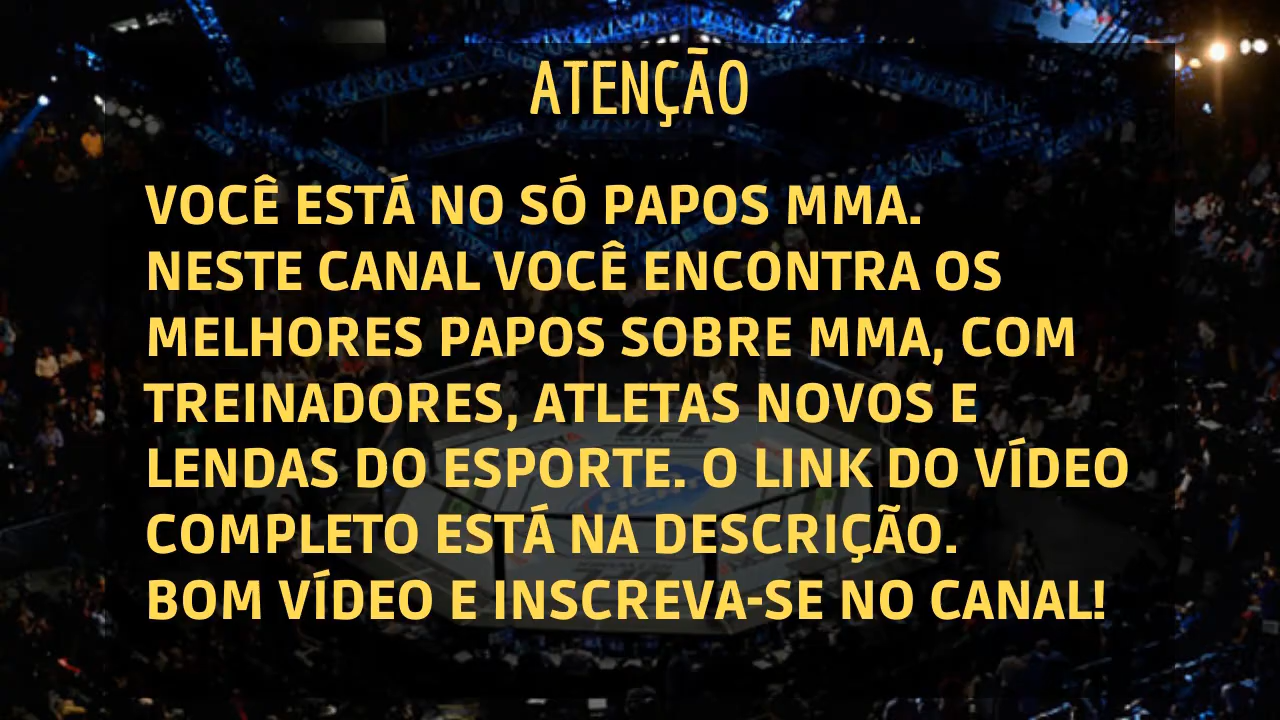 ATENÇÃO
VOCÊ ESTÁ NO SÓ PAPOS MMA.
NESTE CANAL VOCÊ ENCONTRA OS
MELHORES PAPOS SOBRE MMA, COM
TREINADORES, ATLETAS NOVOS E
LENDAS DO ESPORTE. O LINK DO VÍDEO
COMPLETO ESTÁ NA DESCRIÇÃO.
BOM VÍDEO E INSCREVA-SE NO CANAL!